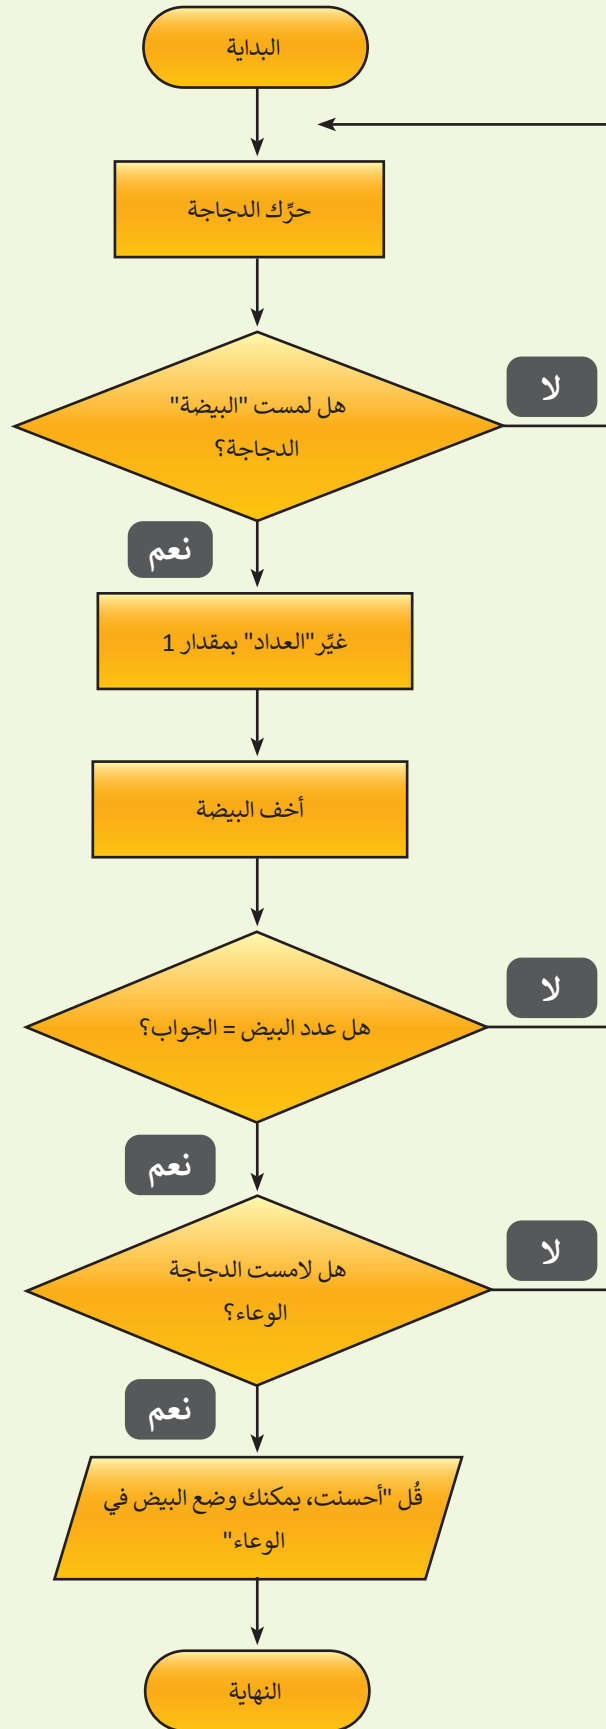 البداية
حرِّك الدجاجة
هل لمست "البيضة"
الدجاجة؟
لا
نعم
غيِّر"العداد" بمقدار 1
أخف البيضة
هل عدد البيض = الجواب؟
لا
نعم
هل لامست الدجاجة
الوعاء؟
لا
نعم
قُل "أحسنت، يمكنك وضع البيض في
الوعاء"
النهاية